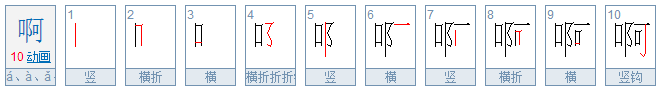 啊 1 2 3 4 5 6 7 8 9 10
10 动画
á、à、ǎ 竖 横折 横 横折折折 竖 横 竖 横折 横 竖钩